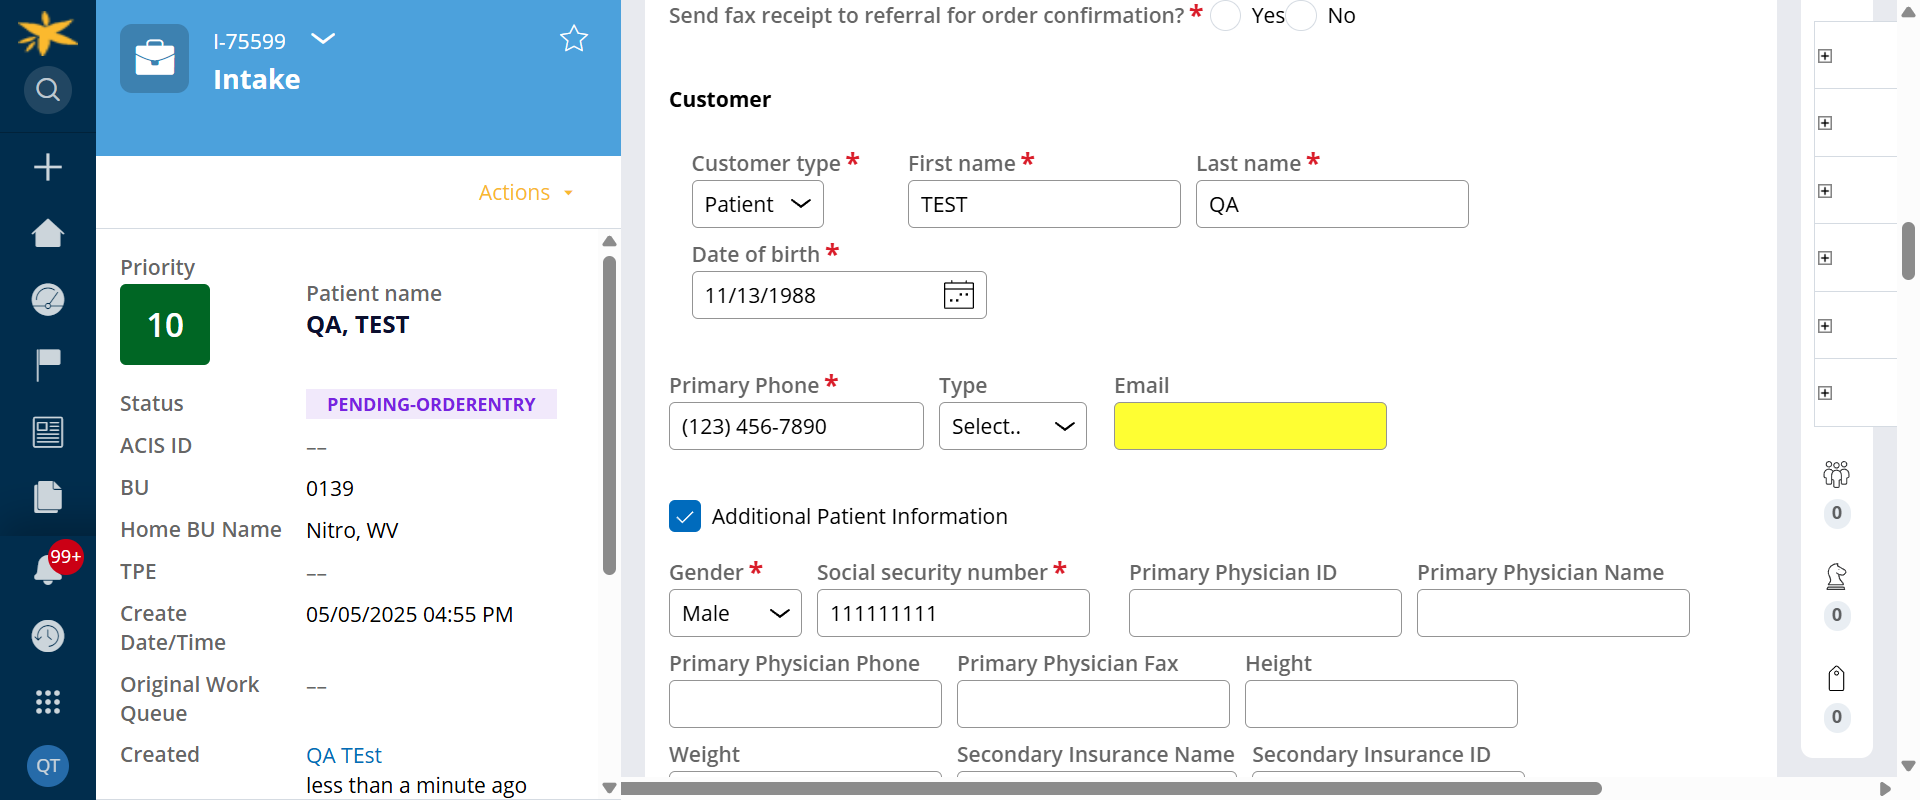 I-75599
Intake
Actions
Priority
10
Patient name
QA, TEST
Status
PENDING-ORDERENTRY
ACIS ID
––
BU
0139
Home BU Name
Nitro, WV
TPE
––
Create
Date/Time
05/05/2025 04:55 PM
Original Work
Queue
––
Created
QA TEst
less than a minute ago
99+
QT
Send fax receipt to referral for order confirmation? *
Yes
No
Customer
Customer type *
First name *
Last name *
Patient
TEST
QA
Date of birth *
11/13/1988
Primary Phone *
Type
Email
(123) 456-7890
Select..
Additional Patient Information
Gender *
Social security number *
Primary Physician ID
Primary Physician Name
Male
111111111
Primary Physician Phone
Primary Physician Fax
Height
Weight
Secondary Insurance Name
Secondary Insurance ID
0
0
0